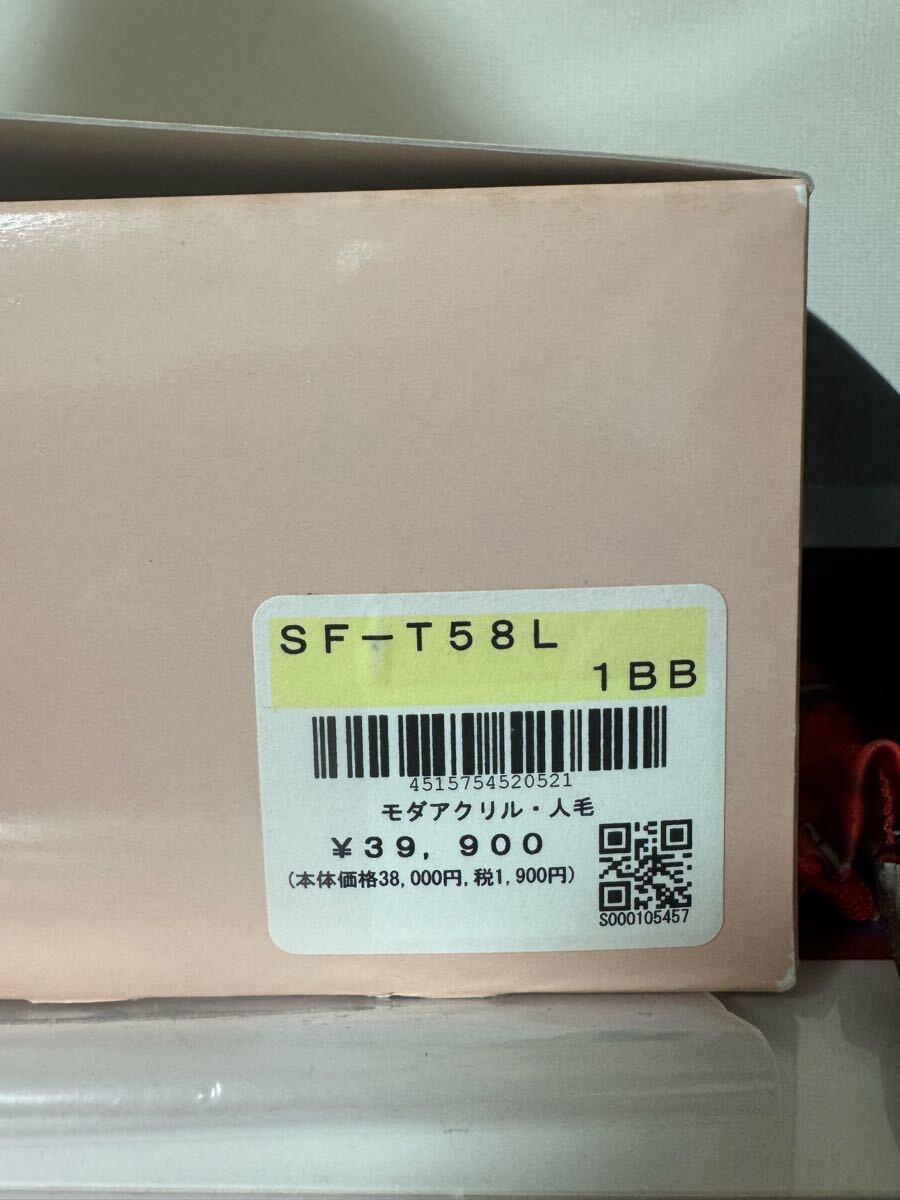 SF-T58L
1BB
4515754520521
モダアクリル・人毛
¥39,900
(本体価格38,000円,税1,900円)
S000105457